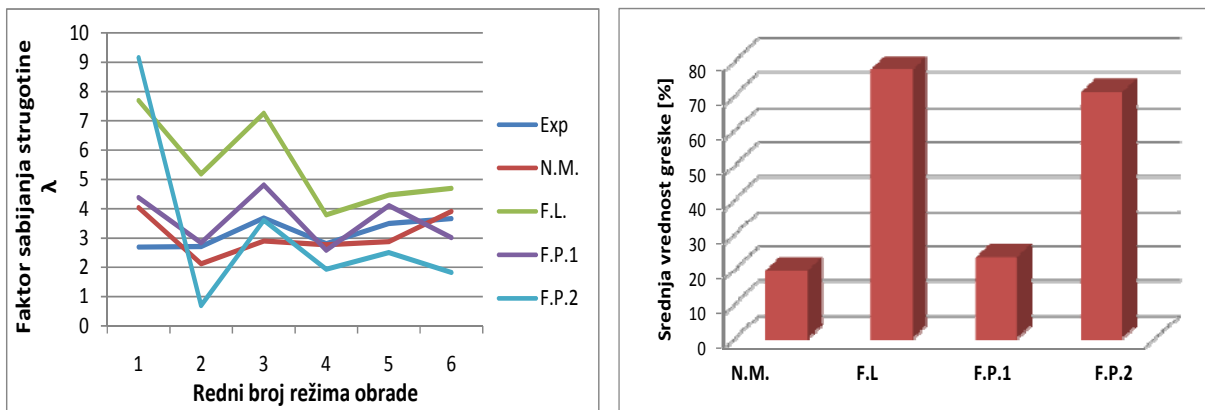 10
9
8
7
6
5
4
3
2
1
0
Faktor sabijanja strugotine
λ
1 2 3 4 5 6
Redni broj režima obrade
Exp
N.M.
F.L.
F.P.1
F.P.2
Srednja vrednost greške [%]
80
70
60
50
40
30
20
10
0
N.M. F.L F.P.1 F.P.2